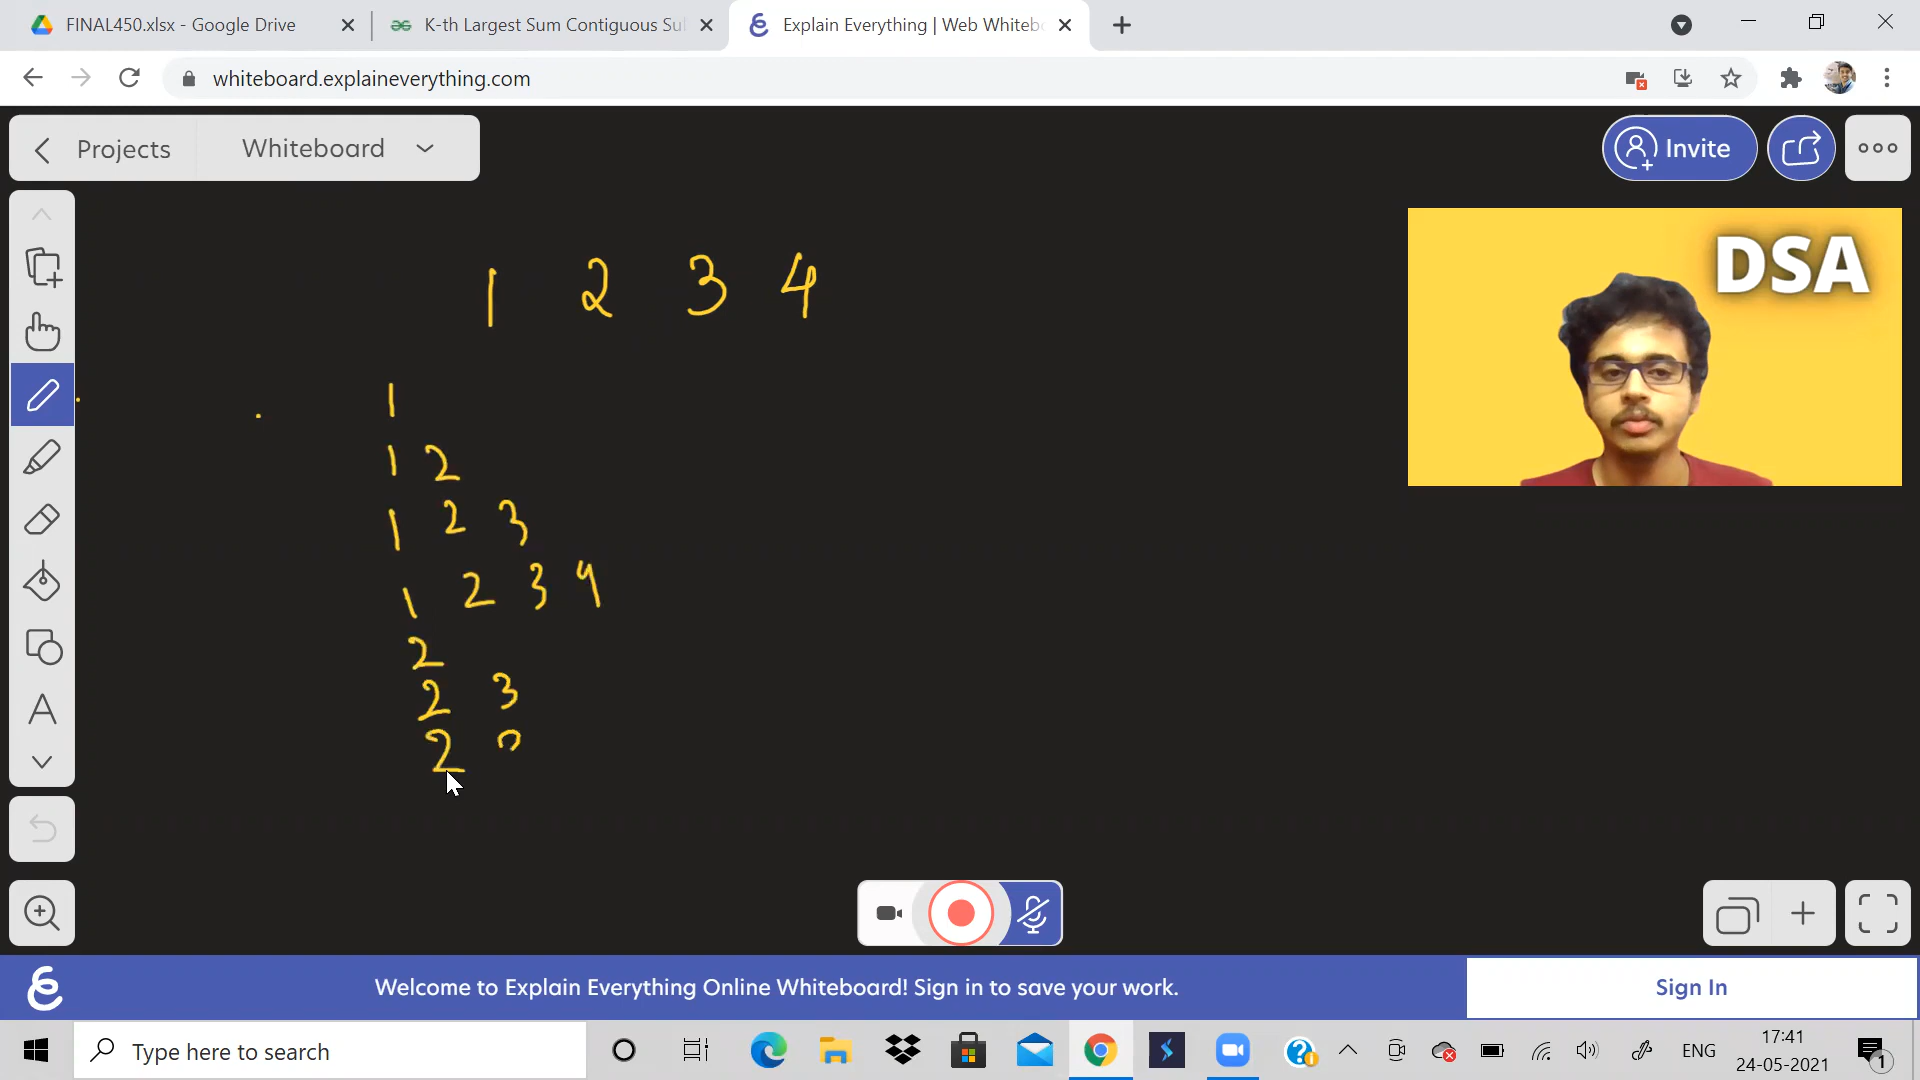 FINAL450.xlsx - Google Drive
K-th Largest Sum Contiguous Su
Explain Everything | Web Whiteb
whiteboard.explaineverything.com
Projects
Whiteboard
Invite
DSA
1 2 3 4
1
1 2
1 2 3
1 2 3 4
2
2 3
2
A
Welcome to Explain Everything Online Whiteboard! Sign in to save your work.
Sign In
Type here to search
ENG
17:41
24-05-2021
1